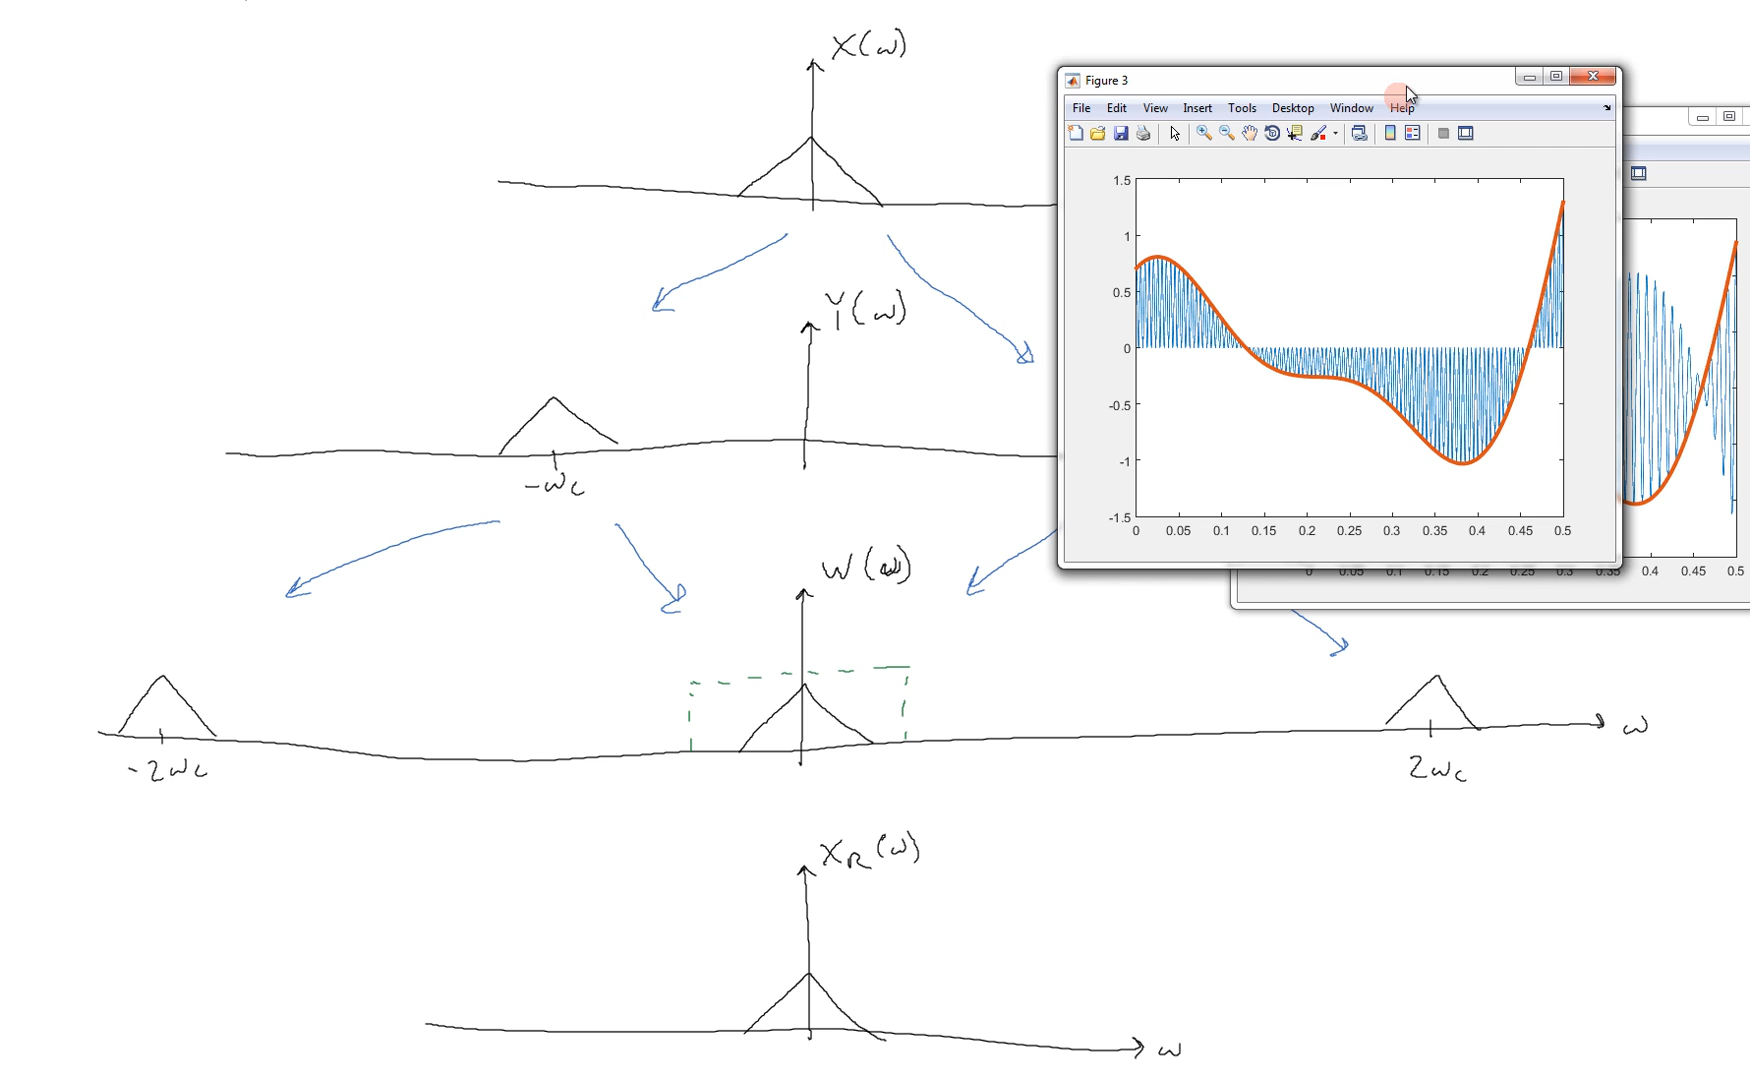 X(ω)
Figure 3
File Edit View Insert Tools Desktop Window Help
1.5
1
0.5
0
-0.5
-1
-1.5
0 0.05 0.1 0.15 0.2 0.25 0.3 0.35 0.4 0.45 0.5
Y(ω)
-ωc
0 0.05 0.1 0.15 0.2 0.25 0.3 0.35 0.4 0.45 0.5
W(ω)
ω
-2ωc
2ωc
XR(ω)
ω